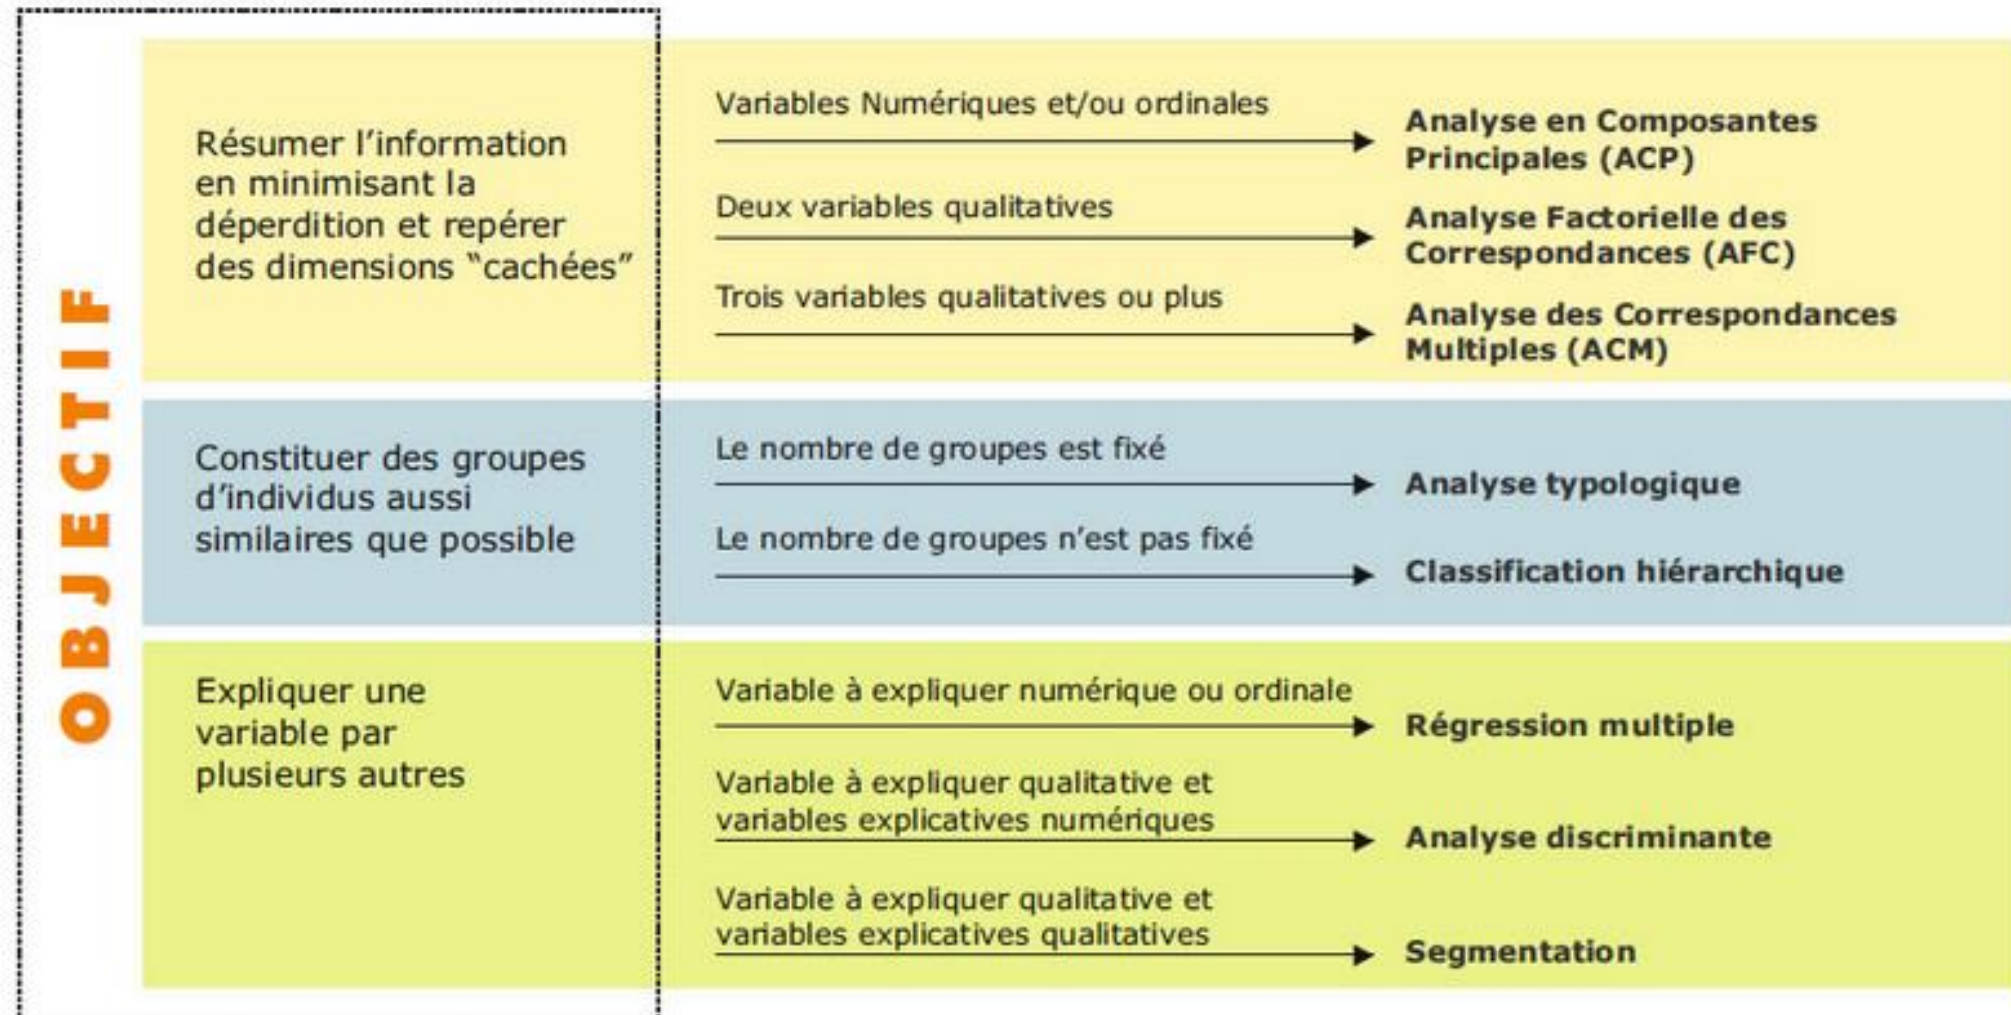 OBJECTIF
Résumer l'information
en minimisant la
déperdition et repérer
des dimensions “cachées”
Variables Numériques et/ou ordinales
Analyse en Composantes
Principales (ACP)
Deux variables qualitatives
Analyse Factorielle des
Correspondances (AFC)
Trois variables qualitatives ou plus
Analyse des Correspondances
Multiples (ACM)
Constituer des groupes
d'individus aussi
similaires que possible
Le nombre de groupes est fixé
Analyse typologique
Le nombre de groupes n'est pas fixé
Classification hiérarchique
Expliquer une
variable par
plusieurs autres
Variable à expliquer numérique ou ordinale
Régression multiple
Variable à expliquer qualitative et
variables explicatives numériques
Analyse discriminante
Variable à expliquer qualitative et
variables explicatives qualitatives
Segmentation